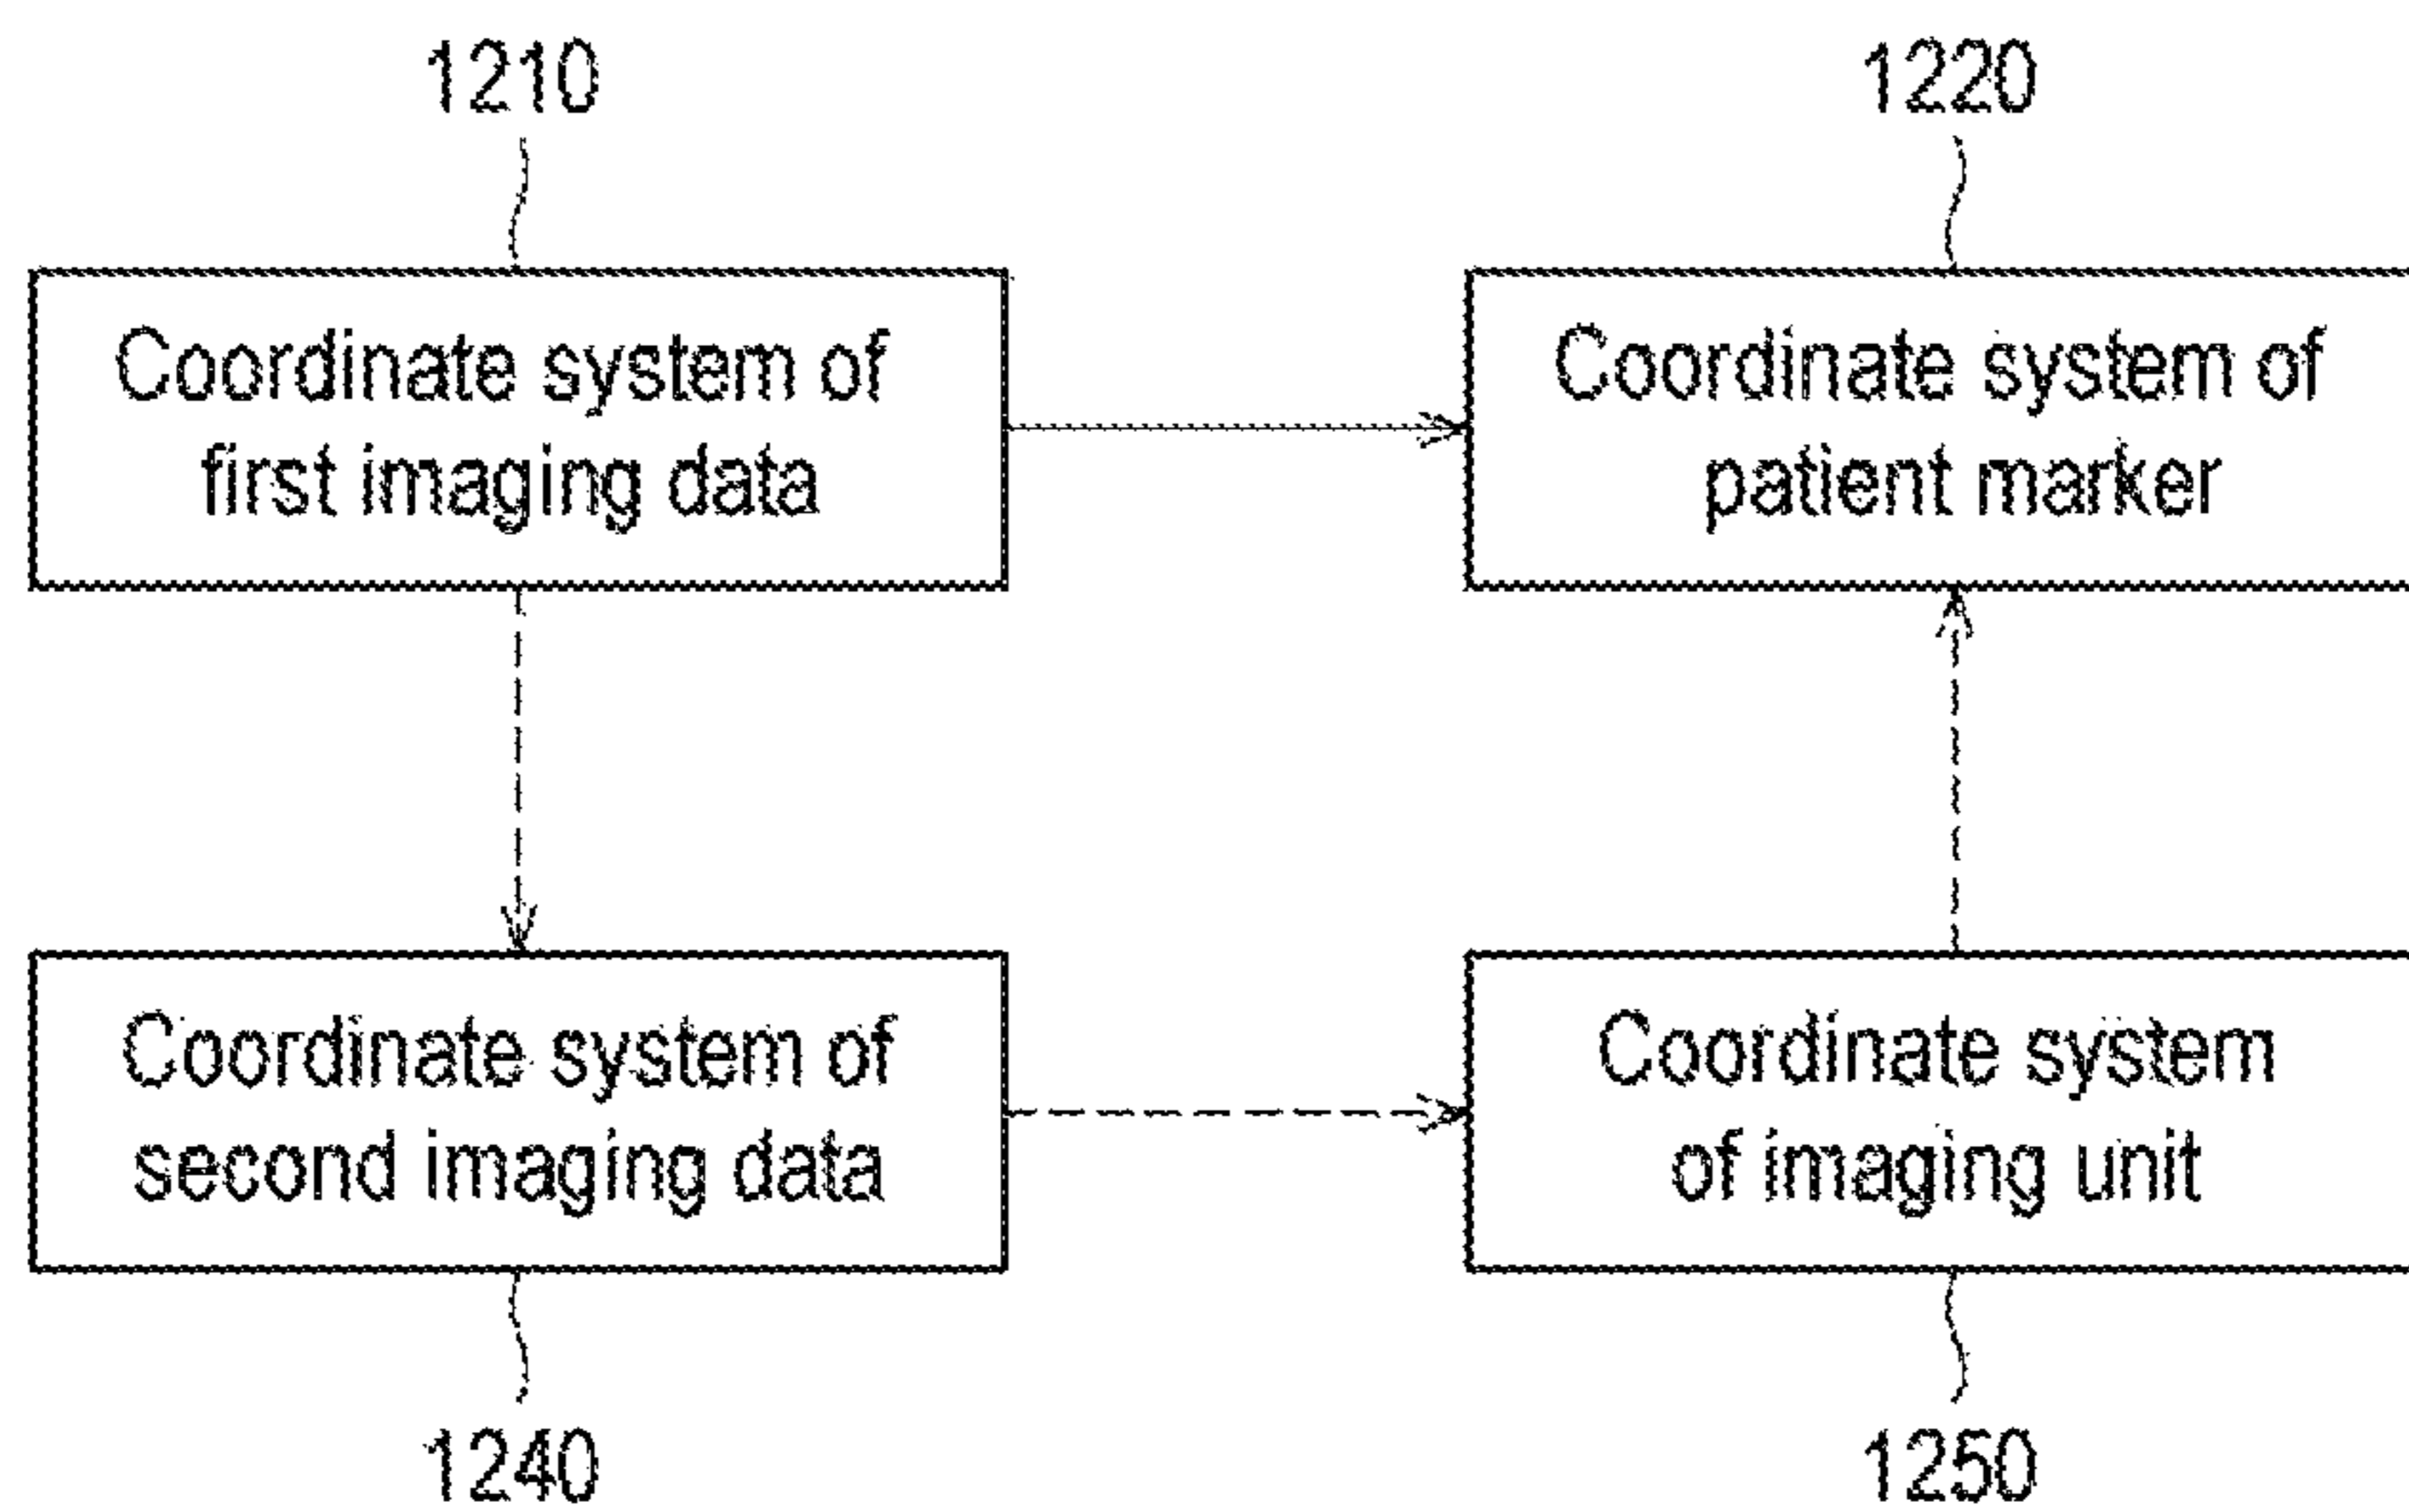 1210
1220
Coordinate system of
first imaging data
Coordinate system of
patient marker
Coordinate system of
second imaging data
Coordinate system
of imaging unit
1240
1250